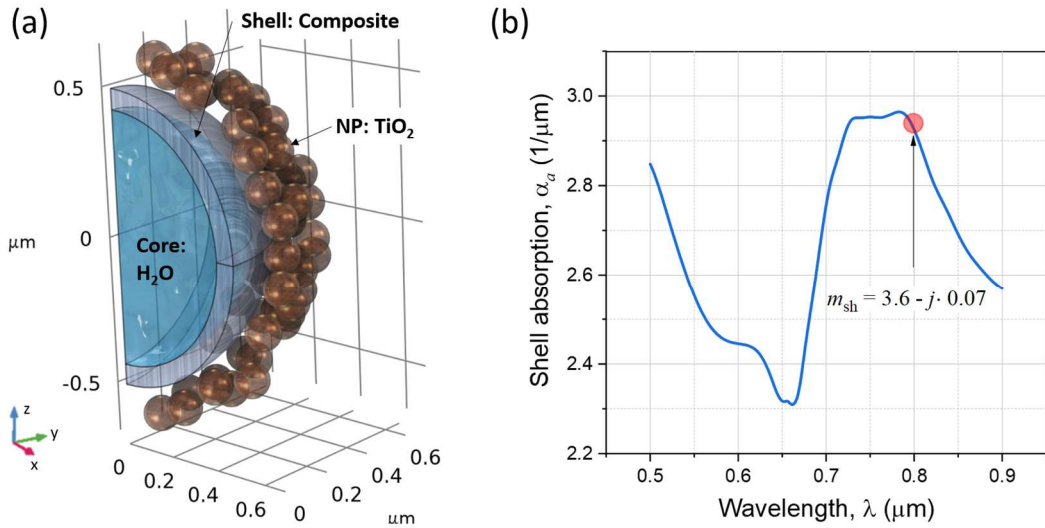 (a)
Shell: Composite
NP: TiO₂
Core:
H₂O
0.5
0
-0.5
μm
z
y
x
0
0.2
0.4
0.6
0
0.2
0.4
0.6
μm
(b)
Shell absorption, αₐ (1/μm)
3.0
2.8
2.6
2.4
2.2
m_sh = 3.6 - j· 0.07
0.5 0.6 0.7 0.8 0.9
Wavelength, λ (μm)